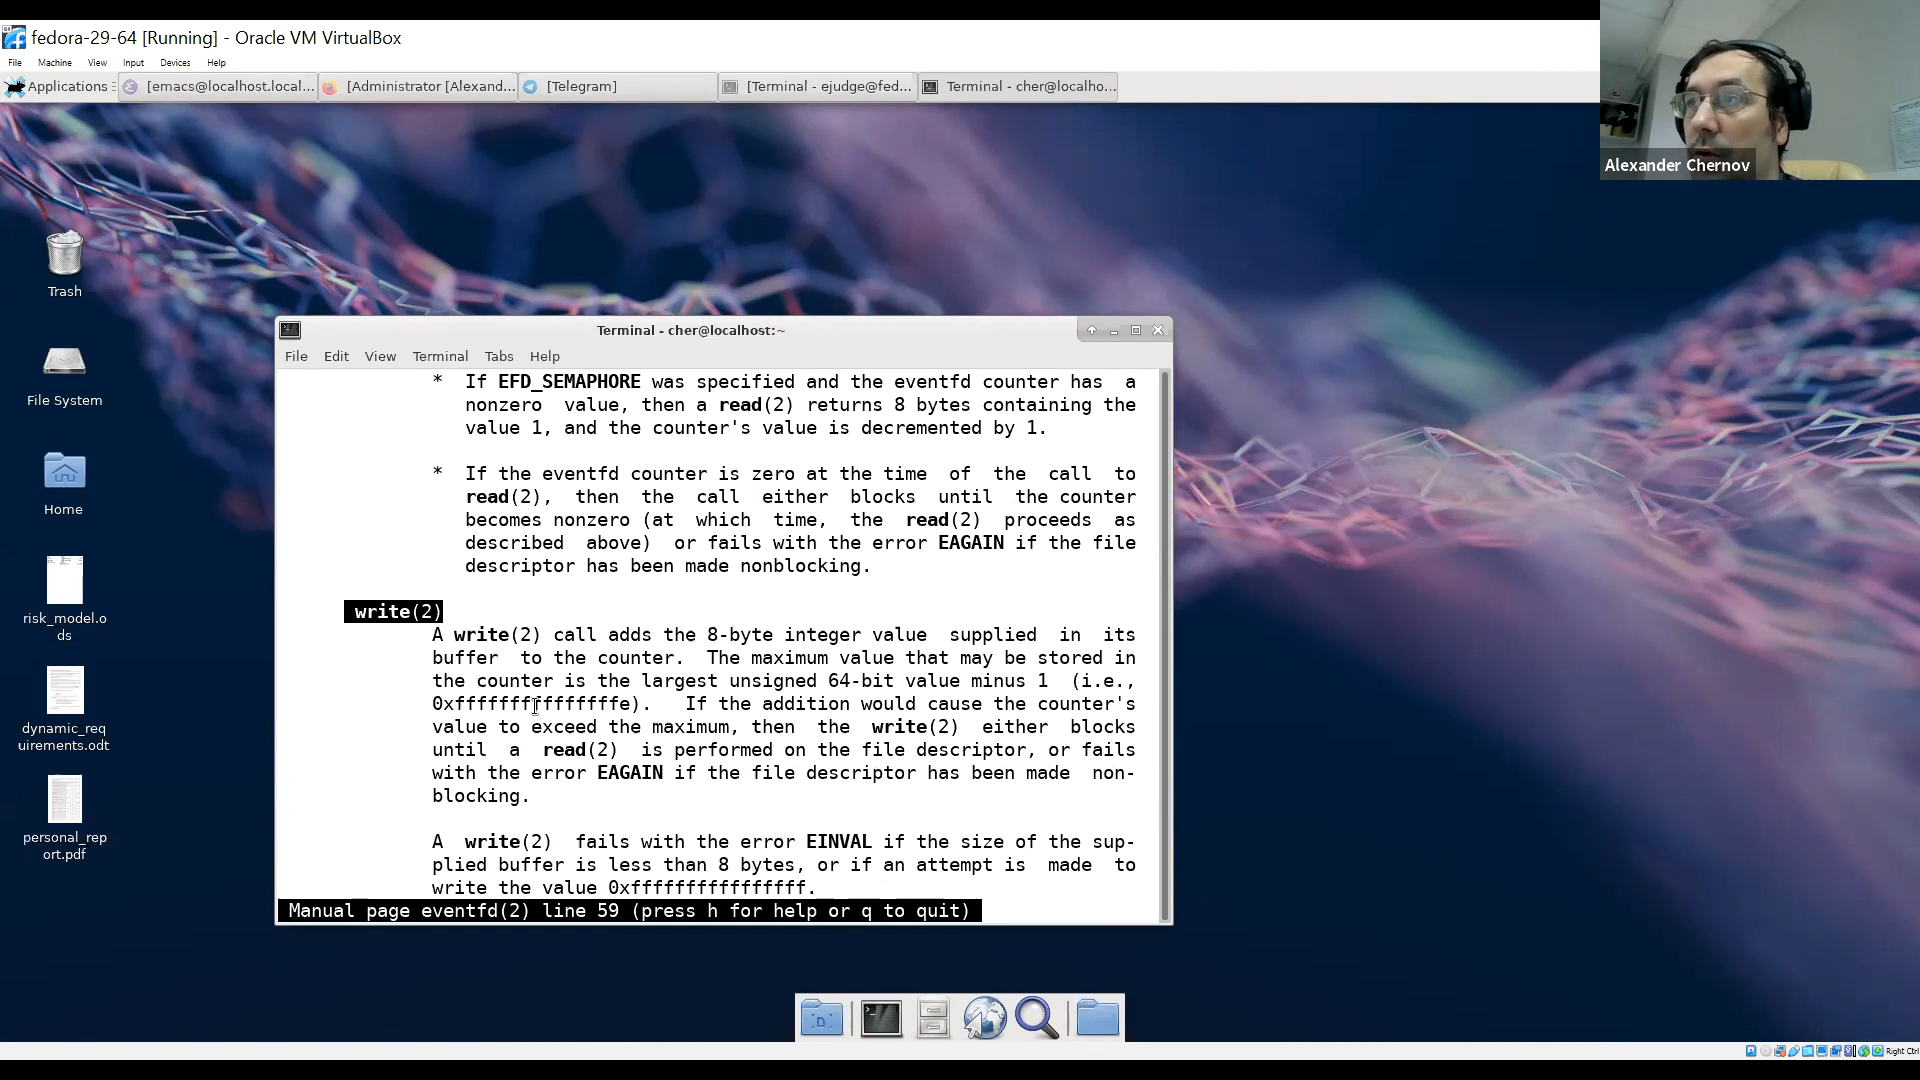 fedora-29-64 [Running] - Oracle VM VirtualBox
File Machine View Input Devices Help
Applications [emacs@localhost.local... [Administrator [Alexand... [Telegram] [Terminal - ejudge@fed... Terminal - cher@localho...
Alexander Chernov
Trash
File System
Home
risk_model.o
ds
dynamic_req
uirements.odt
personal_rep
ort.pdf
Terminal - cher@localhost:~
File Edit View Terminal Tabs Help
* If EFD_SEMAPHORE was specified and the eventfd counter has a
nonzero value, then a read(2) returns 8 bytes containing the
value 1, and the counter's value is decremented by 1.
* If the eventfd counter is zero at the time of the call to
read(2), then the call either blocks until the counter
becomes nonzero (at which time, the read(2) proceeds as
described above) or fails with the error EAGAIN if the file
descriptor has been made nonblocking.
write(2)
A write(2) call adds the 8-byte integer value supplied in its
buffer to the counter. The maximum value that may be stored in
the counter is the largest unsigned 64-bit value minus 1 (i.e.,
0xfffffffffffffffe). If the addition would cause the counter's
value to exceed the maximum, then the write(2) either blocks
until a read(2) is performed on the file descriptor, or fails
with the error EAGAIN if the file descriptor has been made non-
blocking.
A write(2) fails with the error EINVAL if the size of the sup-
plied buffer is less than 8 bytes, or if an attempt is made to
write the value 0xffffffffffffffff.
Manual page eventfd(2) line 59 (press h for help or q to quit)
Right Ctrl